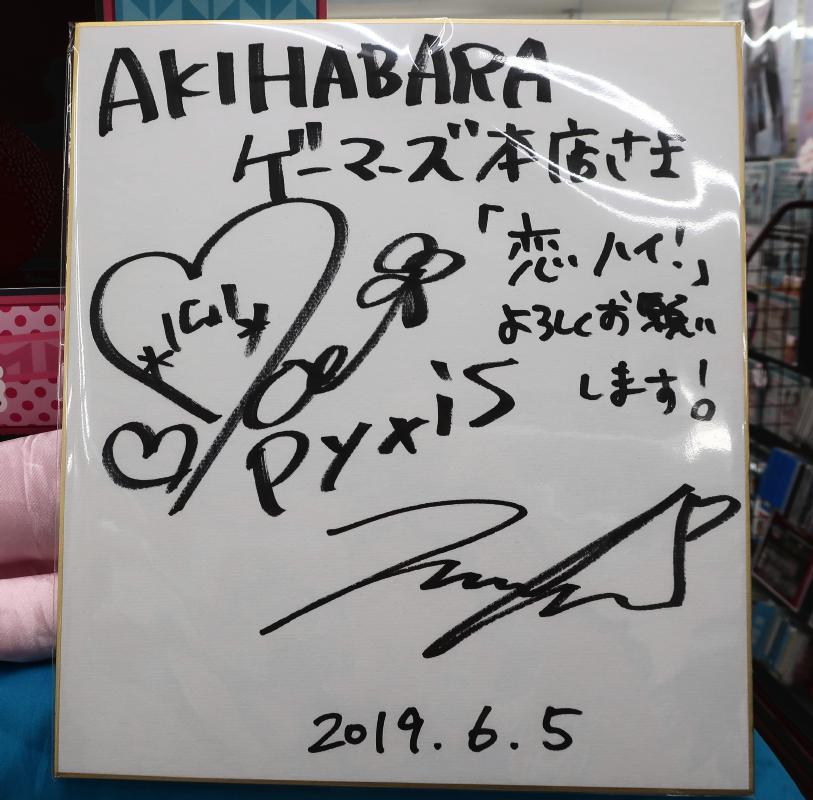 AKIHABARA
ゲーマーズ本店さま
「恋ハイ!」
よろしくお願い
します!
pyxis
2019.6.5